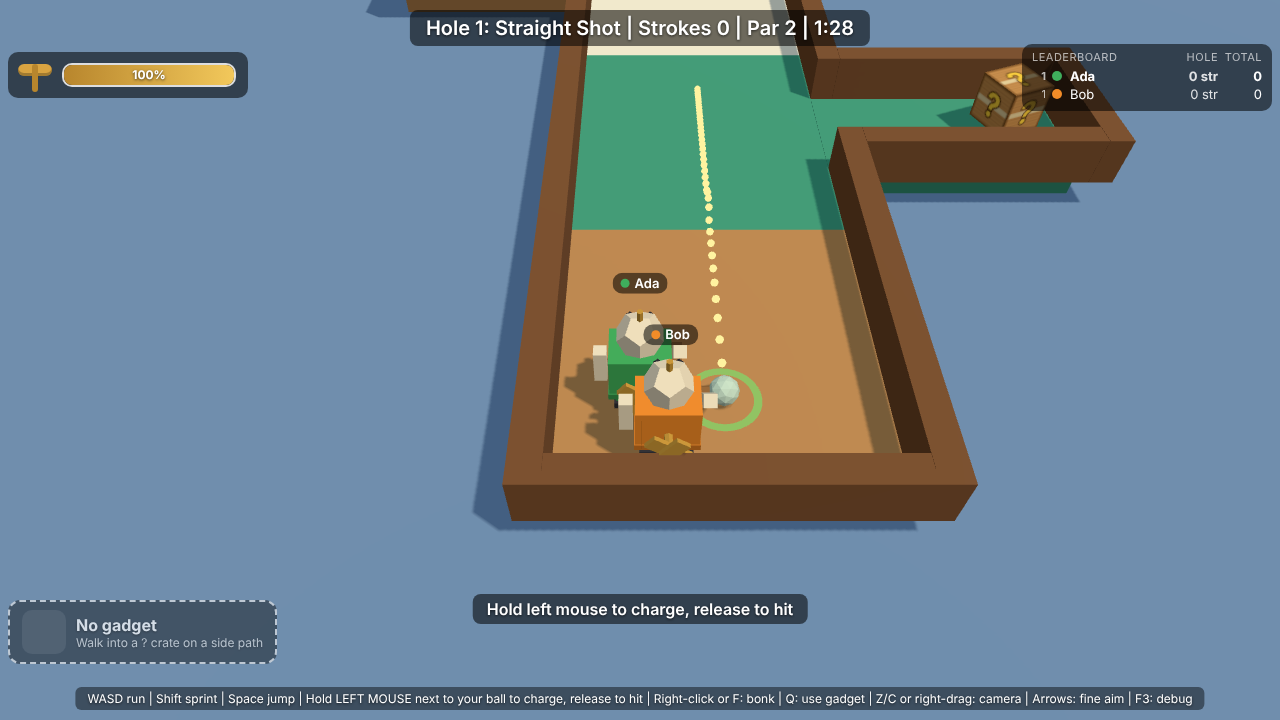 Hole 1: Straight Shot | Strokes 0 | Par 2 | 1:28
100%
LEADERBOARD HOLE TOTAL
1 Ada 0 str 0
1 Bob 0 str 0
? ? ?
Ada
Bob
Hold left mouse to charge, release to hit
No gadget
Walk into a ? crate on a side path
WASD run | Shift sprint | Space jump | Hold LEFT MOUSE next to your ball to charge, release to hit | Right-click or F: bonk | Q: use gadget | Z/C or right-drag: camera | Arrows: fine aim | F3: debug